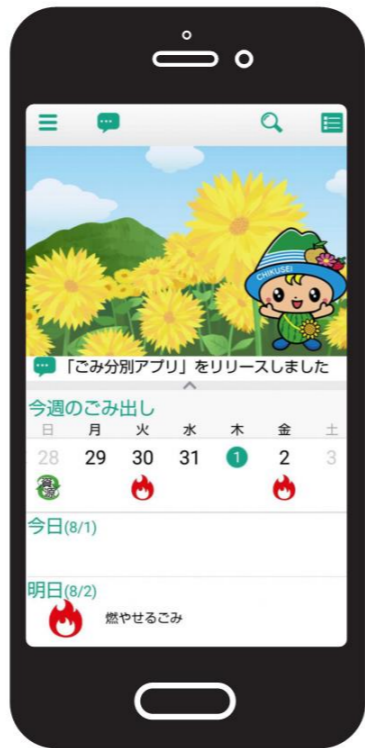 CHIKUSEI
「ごみ分別アプリ」をリリースしました
今週のごみ出し
日 月 火 水 木 金 土
28 29 30 31 1 2 3
今日(8/1)
明日(8/2)
燃やせるごみ